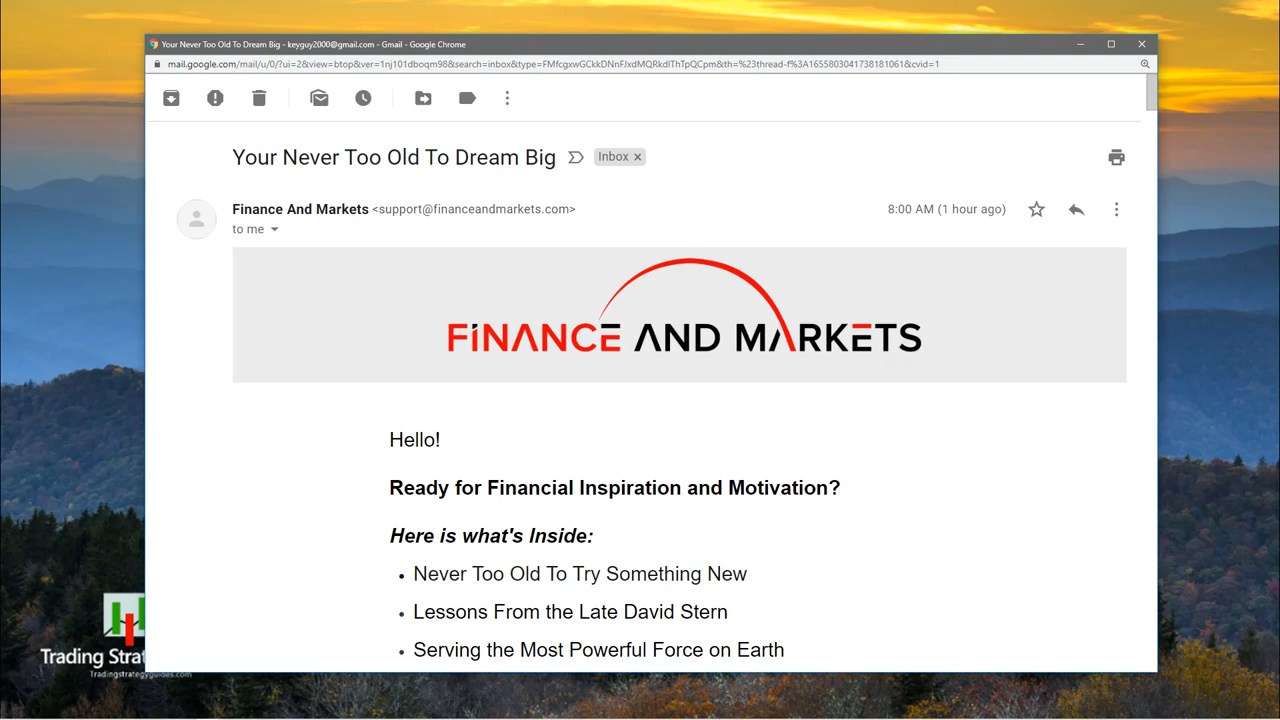 Your Never Too Old To Dream Big - keyguy2000@gmail.com - Gmail - Google Chrome
mail.google.com/mail/u/0/?ui=2&view=btop&ver=1nj101dboqm98&search=inbox&type=FMfcgxwGCkkDNnFJxdMQRkdlThTpQCpm&th=%23thread-f%3A1655803041738181061&cvid=1
Your Never Too Old To Dream Big Inbox
Finance And Markets <support@financeandmarkets.com> 8:00 AM (1 hour ago)
to me
FiNANCE AND MARKETS
Hello!
Ready for Financial Inspiration and Motivation?
Here is what's Inside:
• Never Too Old To Try Something New
• Lessons From the Late David Stern
• Serving the Most Powerful Force on Earth
Trading Strat
Tradingstrategyguides.com